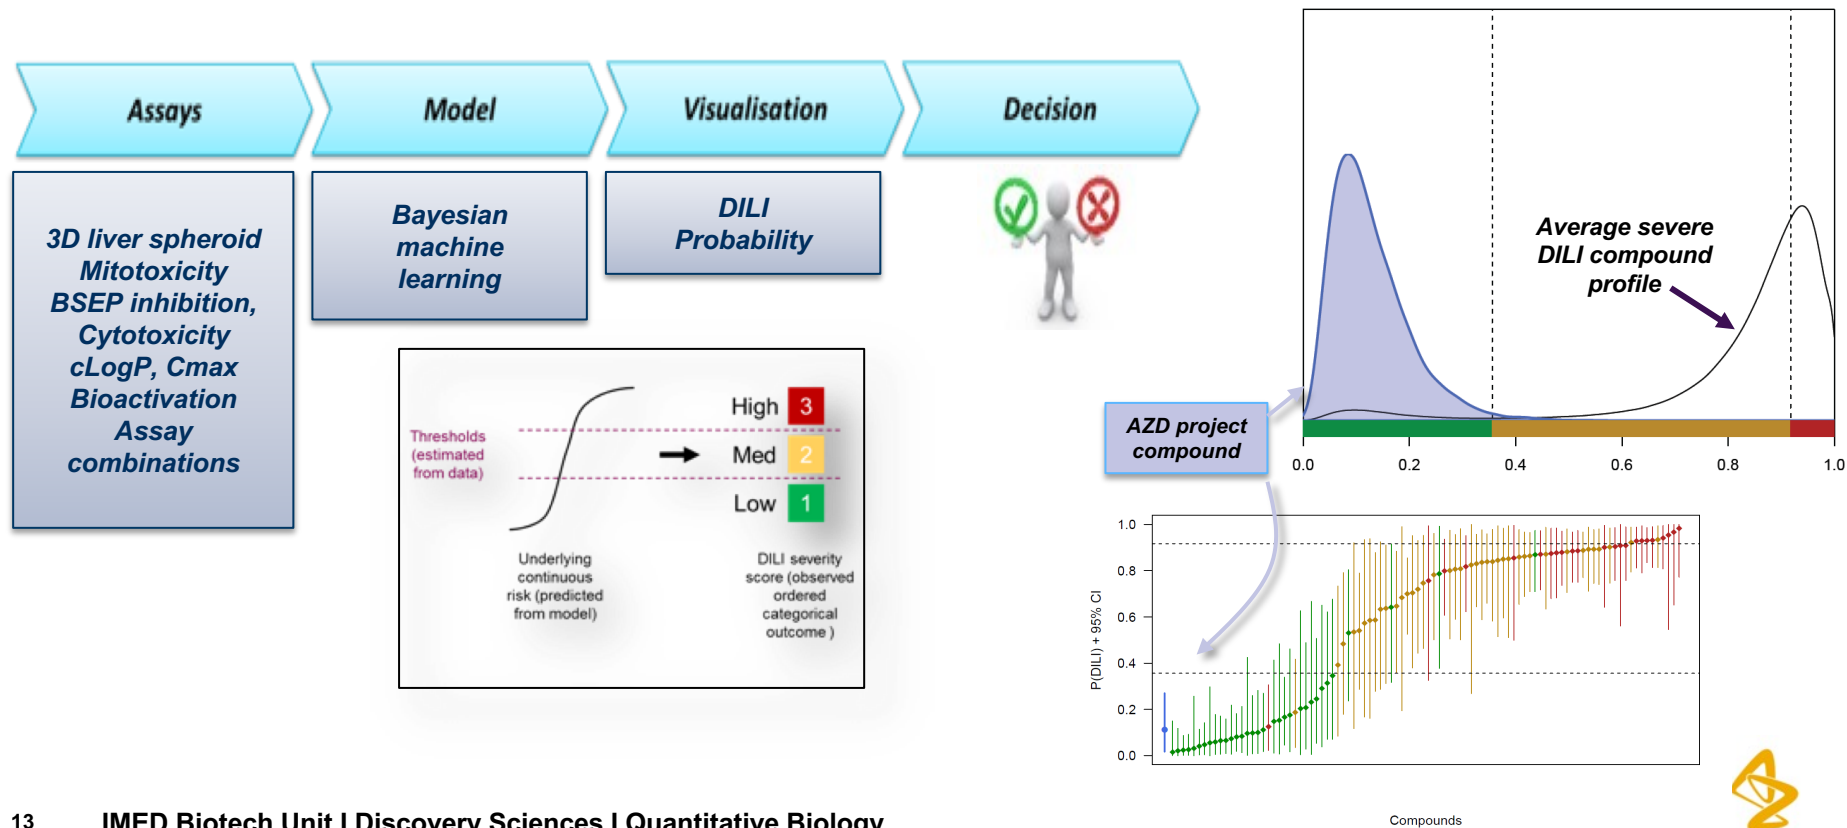 Assays
Model
Visualisation
Decision
3D liver spheroid
Mitotoxicity
BSEP inhibition,
Cytotoxicity
cLogP, Cmax
Bioactivation
Assay
combinations
Bayesian
machine
learning
DILI
Probability
Thresholds
(estimated
from data)
High 3
Med 2
Low 1
Underlying
continuous
risk (predicted
from model)
DILI severity
score (observed
ordered
categorical
outcome )
Average severe
DILI compound
profile
AZD project
compound
0.0 0.2 0.4 0.6 0.8 1.0
P(DILI) + 95% CI
1.0
0.8
0.6
0.4
0.2
0.0
Compounds
13 IMED Biotech Unit I Discovery Sciences I Quantitative Biology